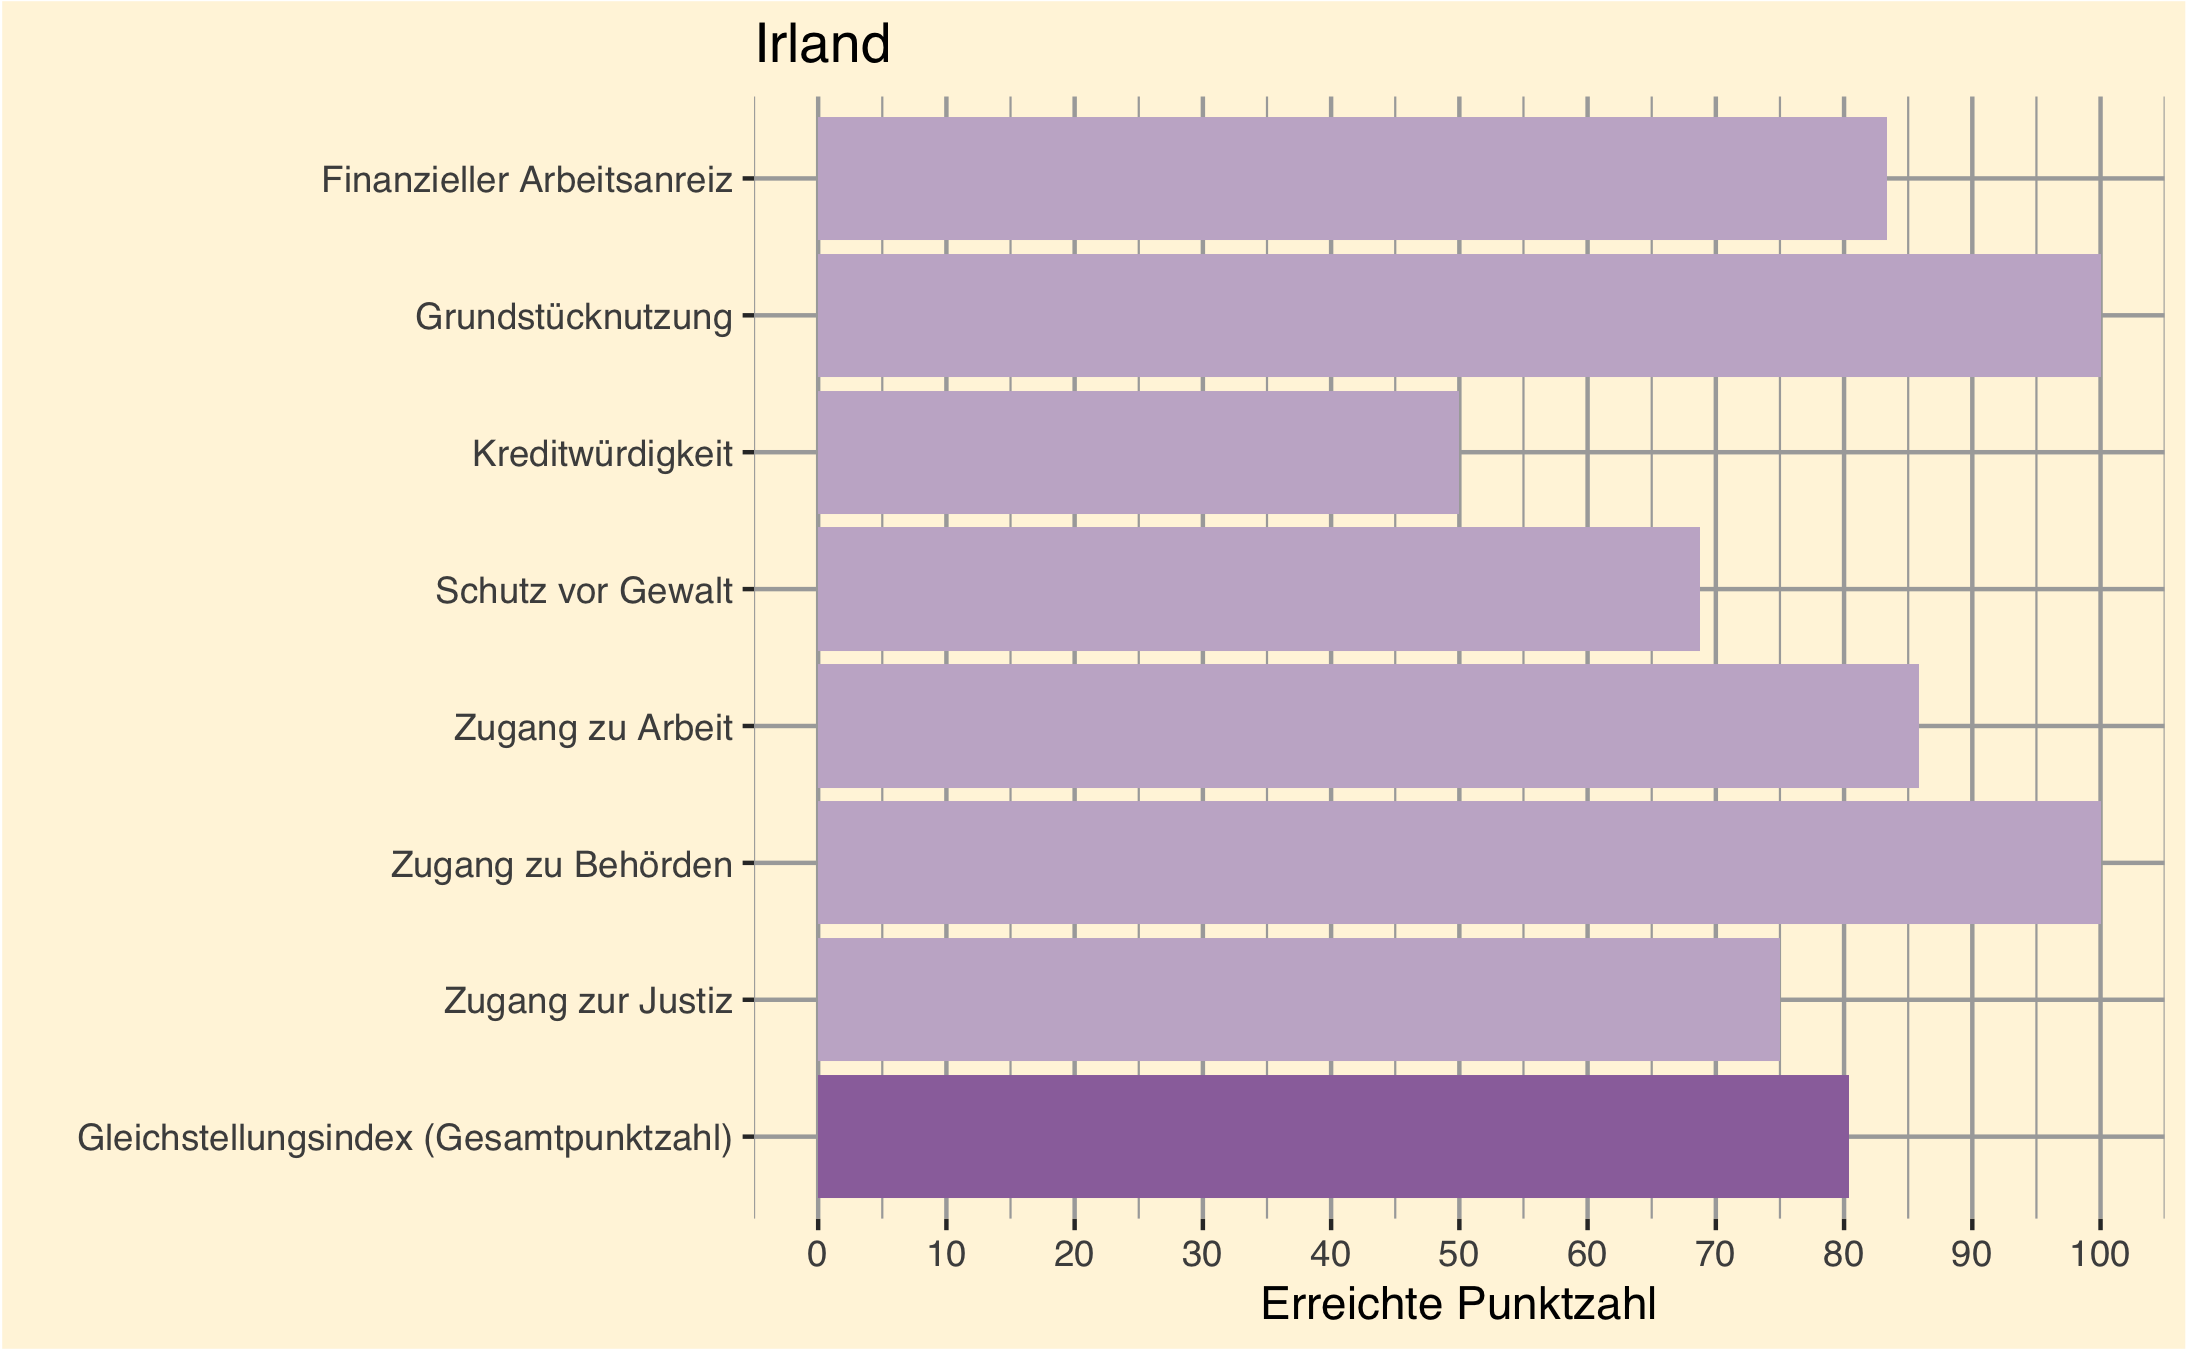 Irland
Finanzieller Arbeitsanreiz
Grundstücknutzung
Kreditwürdigkeit
Schutz vor Gewalt
Zugang zu Arbeit
Zugang zu Behörden
Zugang zur Justiz
Gleichstellungsindex (Gesamtpunktzahl)
0 10 20 30 40 50 60 70 80 90 100
Erreichte Punktzahl